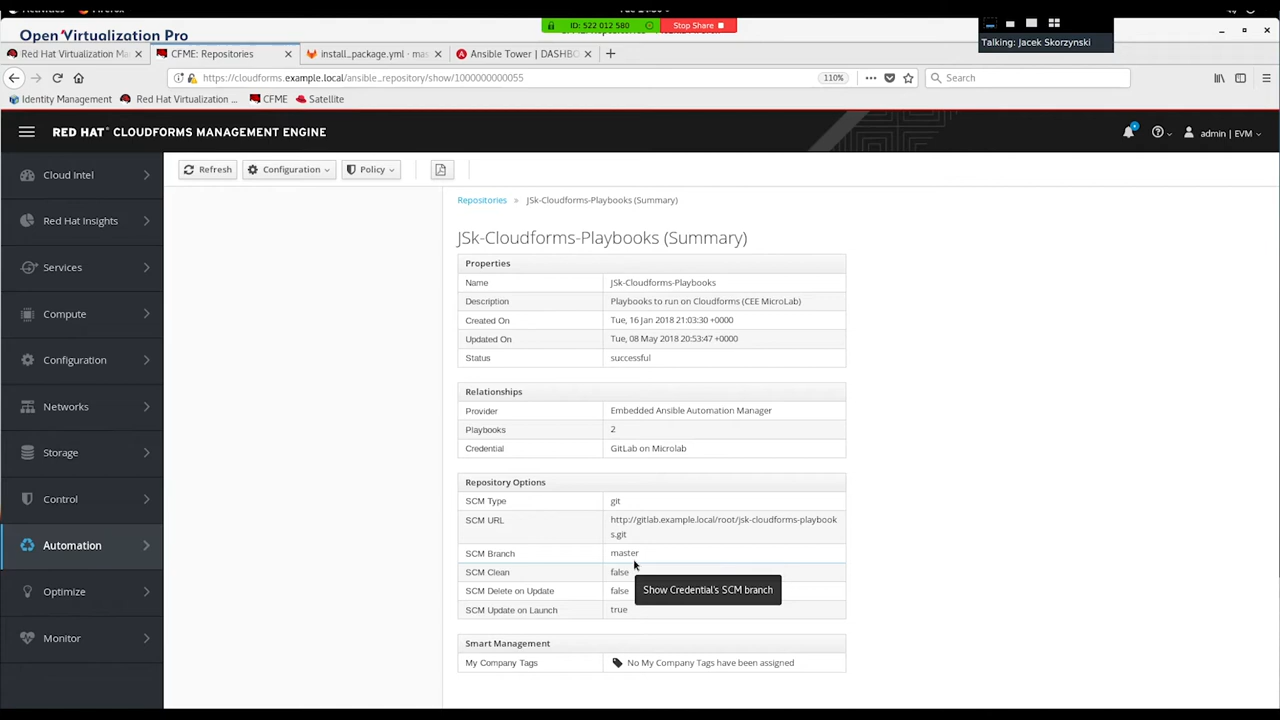 ID: 522 012 580
Stop Share
Open Virtualization Pro
Talking: Jacek Skorzynski
Red Hat Virtualization Ma
CFME: Repositories
install_package.yml - mas
Ansible Tower | DASHBO
https://cloudforms.example.local/ansible_repository/show/1000000000055
110%
Search
Identity Management
Red Hat Virtualization ...
CFME
Satellite
RED HAT® CLOUDFORMS MANAGEMENT ENGINE
admin | EVM
Cloud Intel
Red Hat Insights
Services
Compute
Configuration
Networks
Storage
Control
Automation
Optimize
Monitor
Refresh
Configuration
Policy
Repositories » JSk-Cloudforms-Playbooks (Summary)
JSk-Cloudforms-Playbooks (Summary)
Properties
Name JSk-Cloudforms-Playbooks
Description Playbooks to run on Cloudforms (CEE MicroLab)
Created On Tue, 16 Jan 2018 21:03:30 +0000
Updated On Tue, 08 May 2018 20:53:47 +0000
Status successful
Relationships
Provider Embedded Ansible Automation Manager
Playbooks 2
Credential GitLab on Microlab
Repository Options
SCM Type git
SCM URL http://gitlab.example.local/root/jsk-cloudforms-playbook
s.git
SCM Branch master
SCM Clean false
SCM Delete on Update false
SCM Update on Launch true
Show Credential's SCM branch
Smart Management
My Company Tags No My Company Tags have been assigned